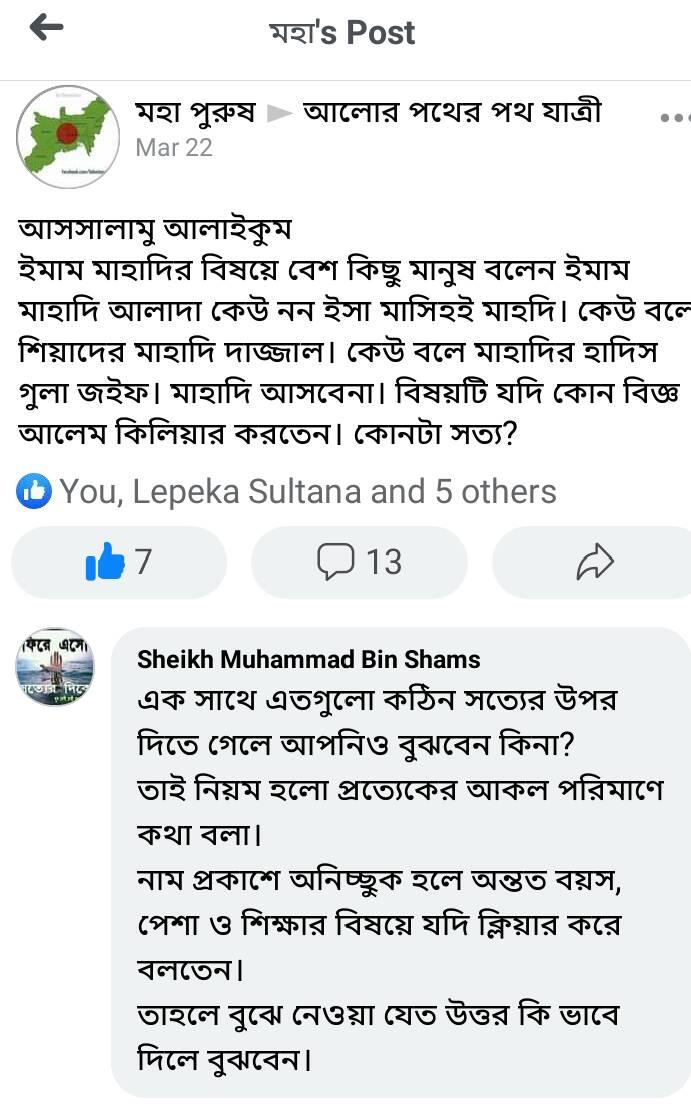 মহা's Post
মহা পুরুষ ▶ আলোর পথের পথ যাত্রী
Mar 22
আসসালামু আলাইকুম
ইমাম মাহাদির বিষয়ে বেশ কিছু মানুষ বলেন ইমাম
মাহাদি আলাদা কেউ নন ইসা মাসিহই মাহদি। কেউ বলে
শিয়াদের মাহাদি দাজ্জাল। কেউ বলে মাহাদির হাদিস
গুলা জইফ। মাহাদি আসবেনা। বিষয়টি যদি কোন বিজ্ঞ
আলেম কিলিয়ার করতেন। কোনটা সত্য?
You, Lepeka Sultana and 5 others
7 13
ফিরে এসো
সত্যের দিকে
Sheikh Muhammad Bin Shams
এক সাথে এতগুলো কঠিন সত্যের উপর
দিতে গেলে আপনিও বুঝবেন কিনা?
তাই নিয়ম হলো প্রত্যেকের আকল পরিমাণে
কথা বলা।
নাম প্রকাশে অনিচ্ছুক হলে অন্তত বয়স,
পেশা ও শিক্ষার বিষয়ে যদি ক্লিয়ার করে
বলতেন।
তাহলে বুঝে নেওয়া যেত উত্তর কি ভাবে
দিলে বুঝবেন।